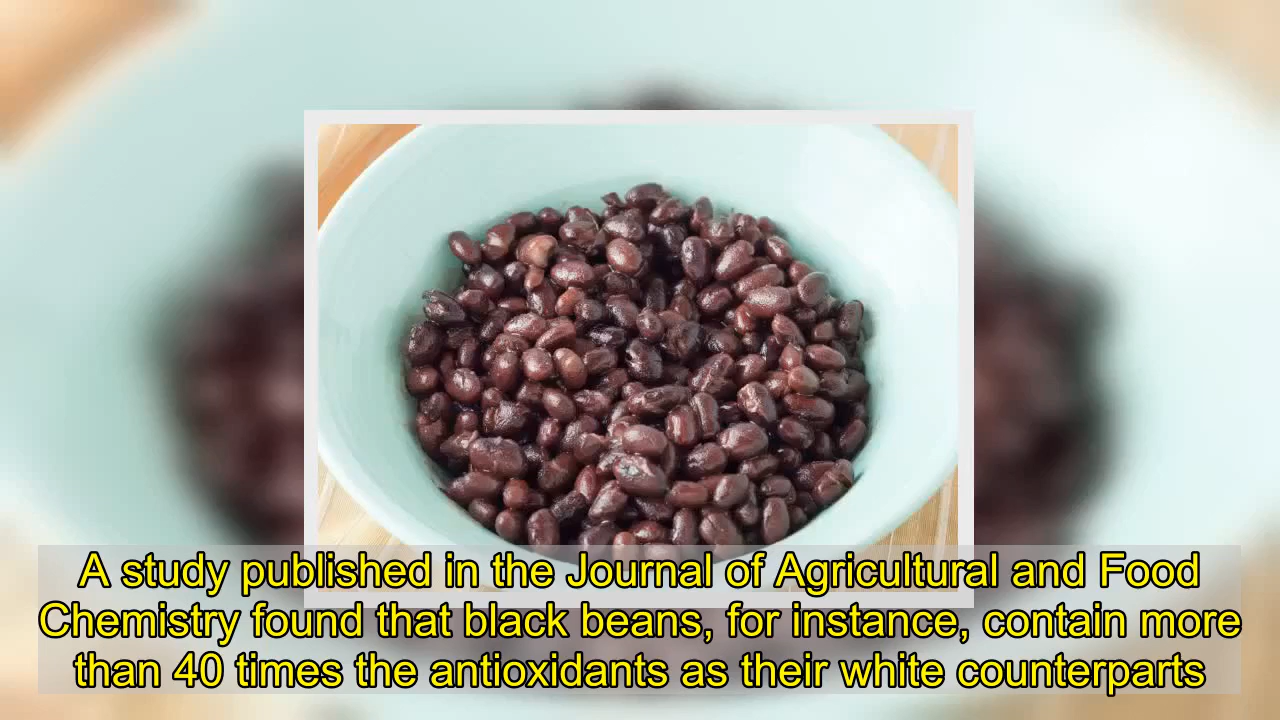 A study published in the Journal of Agricultural and Food
Chemistry found that black beans, for instance, contain more
than 40 times the antioxidants as their white counterparts